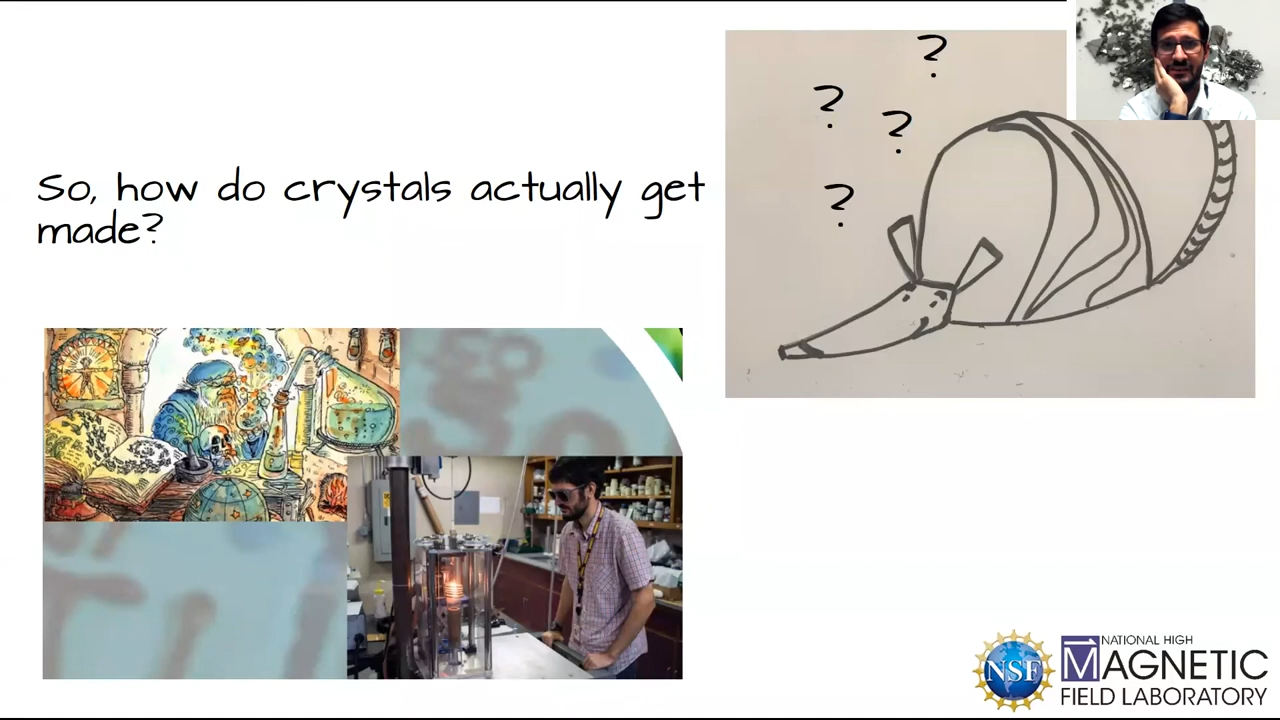 So, how do crystals actually get
made?
?
?
?
?
NSF
NATIONAL HIGH
MAGNETIC
FIELD LABORATORY